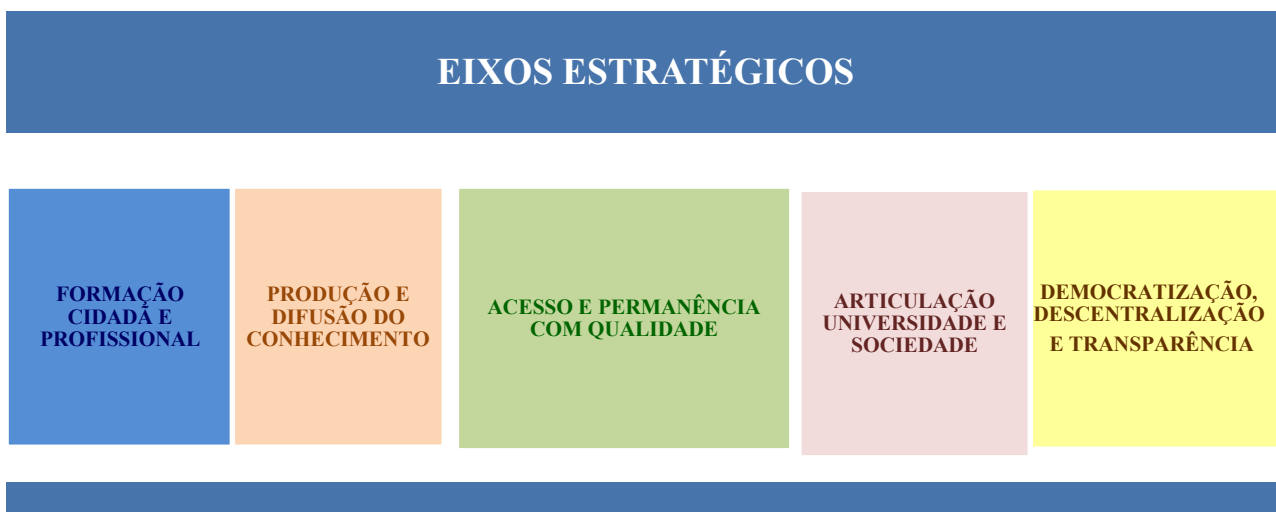 EIXOS ESTRATÉGICOS
FORMAÇÃO
CIDADÃ E
PROFISSIONAL
PRODUÇÃO E
DIFUSÃO DO
CONHECIMENTO
ACESSO E PERMANÊNCIA
COM QUALIDADE
ARTICULAÇÃO
UNIVERSIDADE E
SOCIEDADE
DEMOCRATIZAÇÃO,
DESCENTRALIZAÇÃO
E TRANSPARÊNCIA